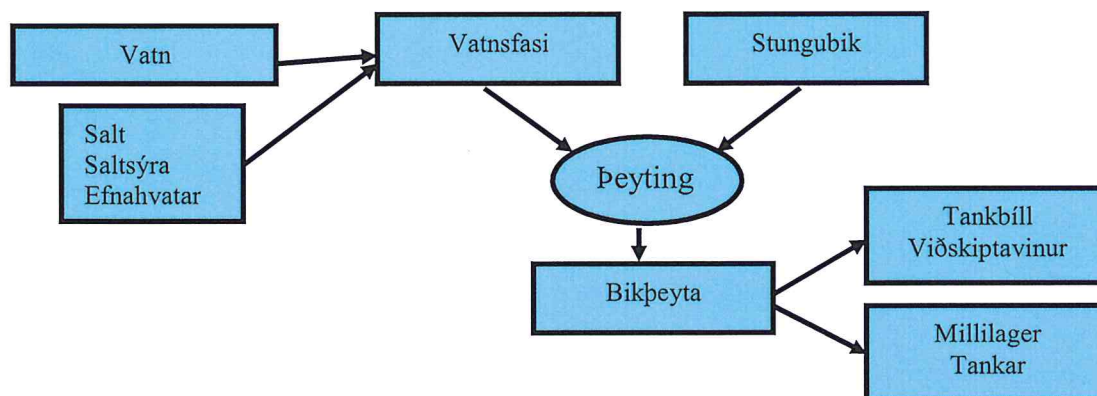 Vatn
Vatnsfasi
Stungubik
Salt
Saltsýra
Efnahvatar
Þeyting
Tankbíll
Viðskiptavinur
Bikþeyta
Millilager
Tankar